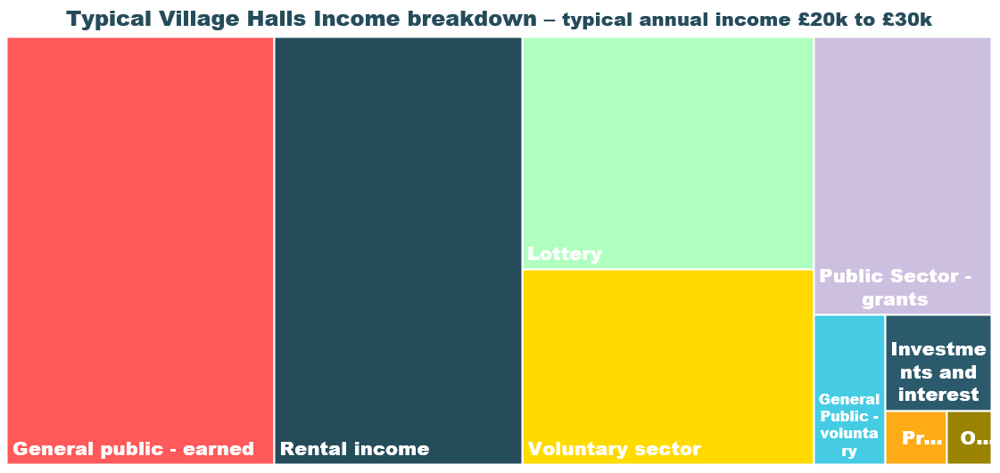 Typical Village Halls Income breakdown – typical annual income £20k to £30k
General public - earned
Rental income
Lottery
Voluntary sector
Public Sector -
grants
General
Public -
volunta
ry
Investme
nts and
interest
Pr...
O...